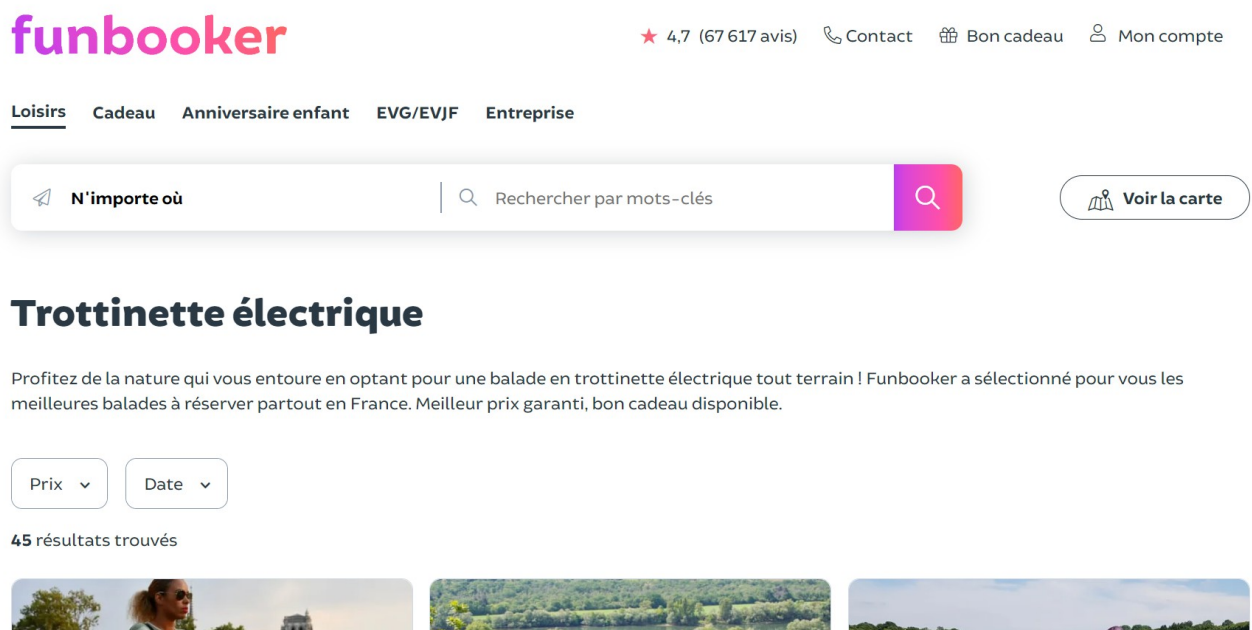 funbooker
4,7 (67 617 avis)
Contact
Bon cadeau
Mon compte
Loisirs
Cadeau
Anniversaire enfant
EVG/EVJF
Entreprise
N'importe où
Rechercher par mots-clés
Voir la carte
Trottinette électrique
Profitez de la nature qui vous entoure en optant pour une balade en trottinette électrique tout terrain ! Funbooker a sélectionné pour vous les
meilleures balades à réserver partout en France. Meilleur prix garanti, bon cadeau disponible.
Prix
Date
45 résultats trouvés